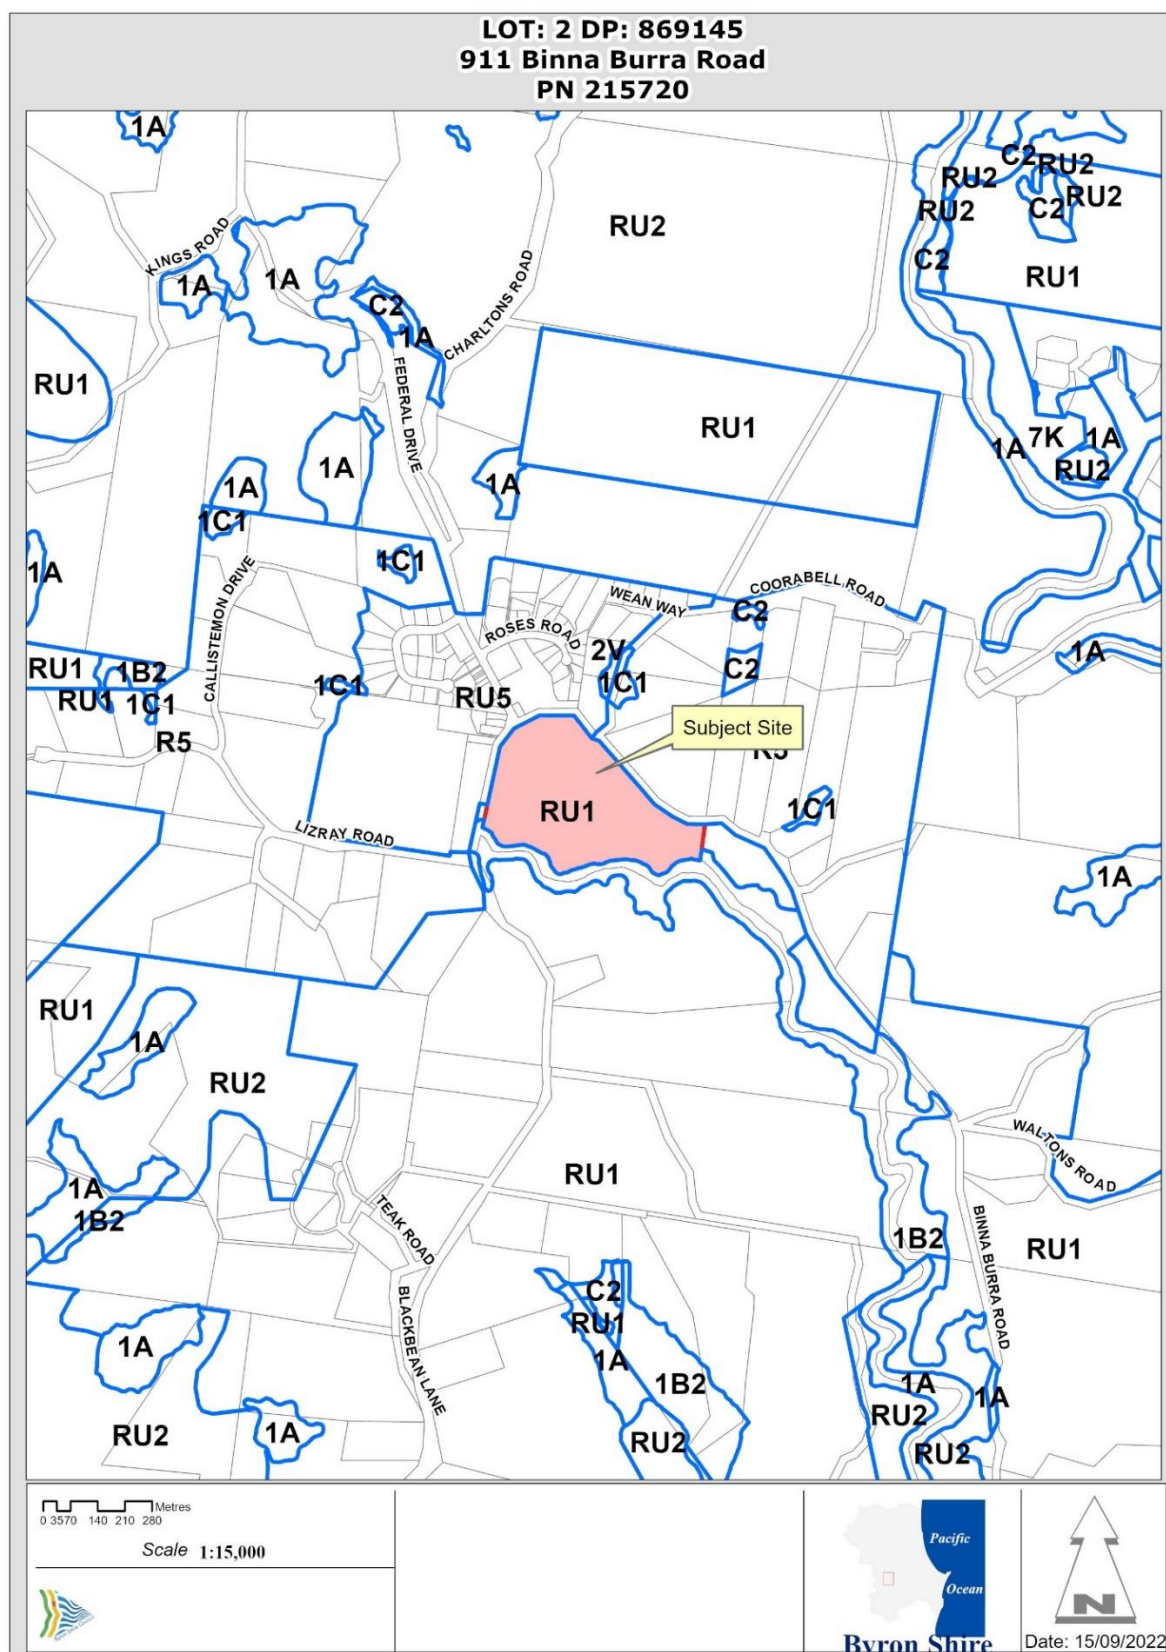 LOT: 2 DP: 869145
911 Binna Burra Road
PN 215720
1A
C2
RU2
RU2
RU2
RU2
C2
RU2
C2
KINGS ROAD
1A
1A
RU1
C2
1A
CHARLTONS ROAD
RU1
FEDERAL DRIVE
RU1
1A
7K
1A
RU2
1A
1A
1A
1C1
1C1
1A
CALLISTEMON DRIVE
COORABELL ROAD
WEAN WAY
C2
ROSES ROAD
2V
1A
RU1
1B2
C2
1C1
1C1
RU5
RU1
1C1
Subject Site
R5
R5
RU1
1C1
LIZRAY ROAD
1A
RU1
1A
RU2
WALTONS ROAD
RU1
1A
1B2
TEAK ROAD
1B2
RU1
BINNA BURRA ROAD
C2
RU1
BLACKBEAN LANE
1A
1A
1B2
1A
1A
RU2
RU2
1A
RU2
RU2
Metres
0 3570 140 210 280
Scale 1:15,000
Pacific
Ocean
Byron Shire
N
Date: 15/09/2022